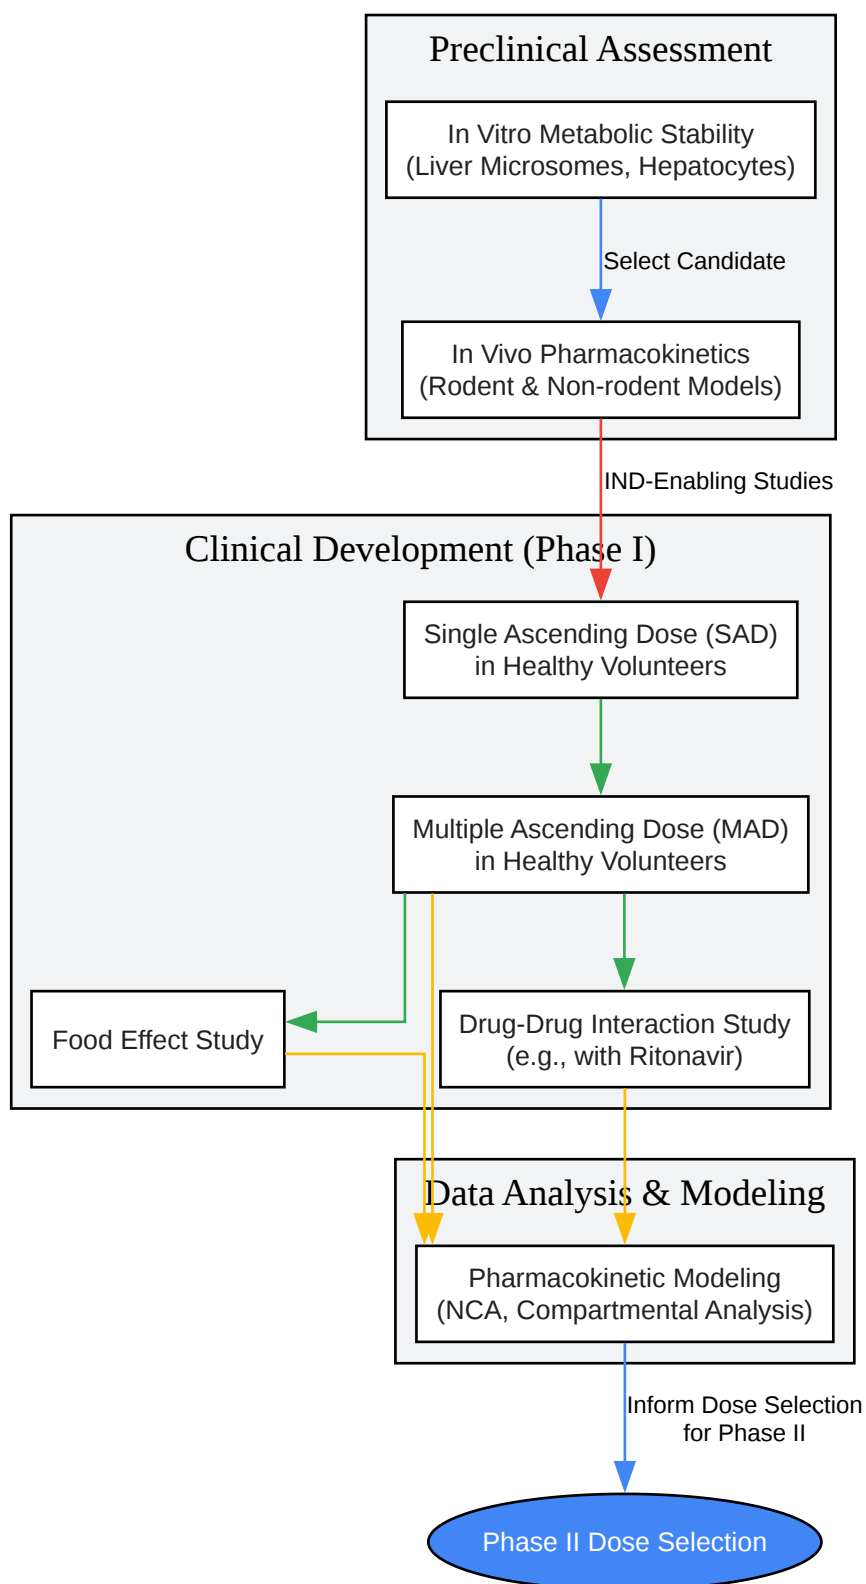 Preclinical Assessment
In Vitro Metabolic Stability
(Liver Microsomes, Hepatocytes)
Select Candidate
In Vivo Pharmacokinetics
(Rodent & Non-rodent Models)
IND-Enabling Studies
Clinical Development (Phase I)
Single Ascending Dose (SAD)
in Healthy Volunteers
Multiple Ascending Dose (MAD)
in Healthy Volunteers
Food Effect Study
Drug-Drug Interaction Study
(e.g., with Ritonavir)
Data Analysis & Modeling
Pharmacokinetic Modeling
(NCA, Compartmental Analysis)
Inform Dose Selection
for Phase II
Phase II Dose Selection